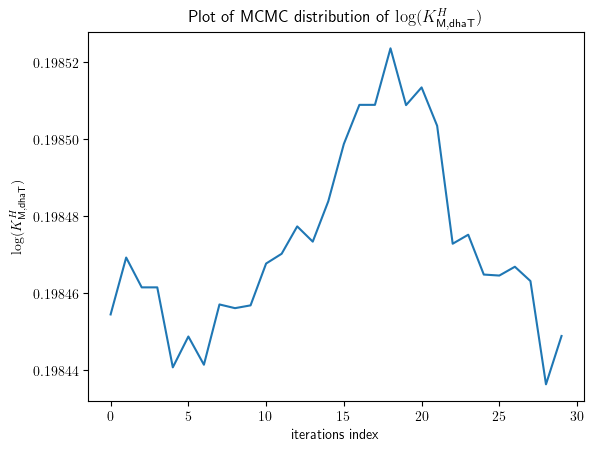 Plot of MCMC distribution of log(K^H_M,dhaT)
0.19852
0.19850
0.19848
0.19846
0.19844
log(K^H_M,dhaT)
0 5 10 15 20 25 30
iterations index